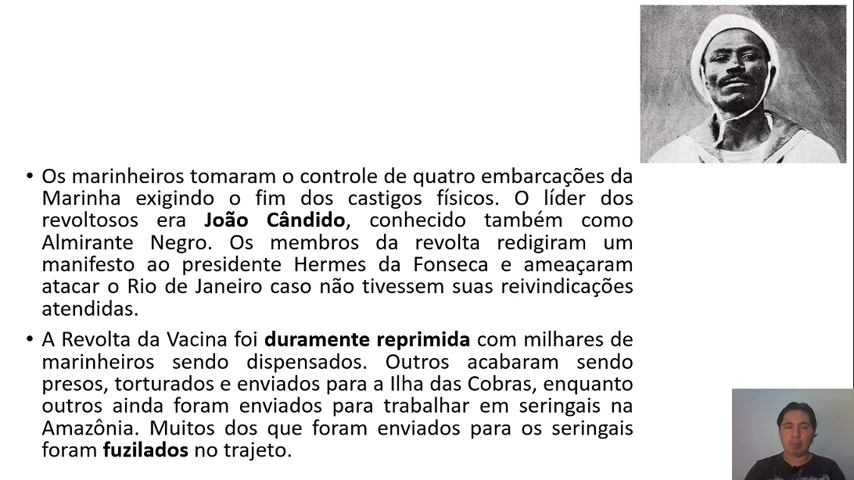 • Os marinheiros tomaram o controle de quatro embarcações da
Marinha exigindo o fim dos castigos físicos. O líder dos
revoltosos era João Cândido, conhecido também como
Almirante Negro. Os membros da revolta redigiram um
manifesto ao presidente Hermes da Fonseca e ameaçaram
atacar o Rio de Janeiro caso não tivessem suas reivindicações
atendidas.
• A Revolta da Vacina foi duramente reprimida com milhares de
marinheiros sendo dispensados. Outros acabaram sendo
presos, torturados e enviados para a Ilha das Cobras, enquanto
outros ainda foram enviados para trabalhar em seringais na
Amazônia. Muitos dos que foram enviados para os seringais
foram fuzilados no trajeto.